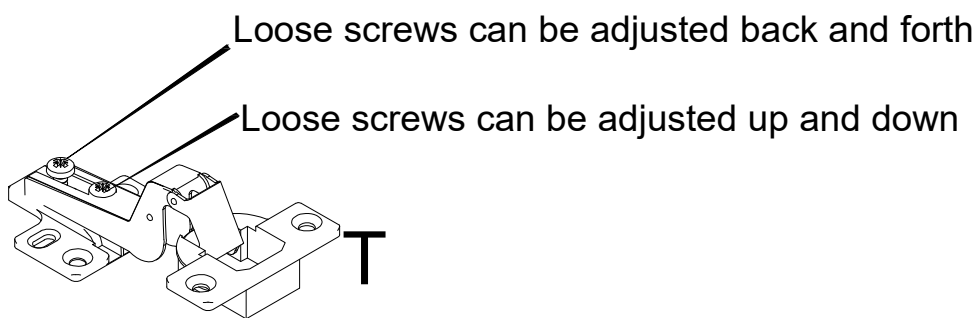 Loose screws can be adjusted back and forth
Loose screws can be adjusted up and down
T